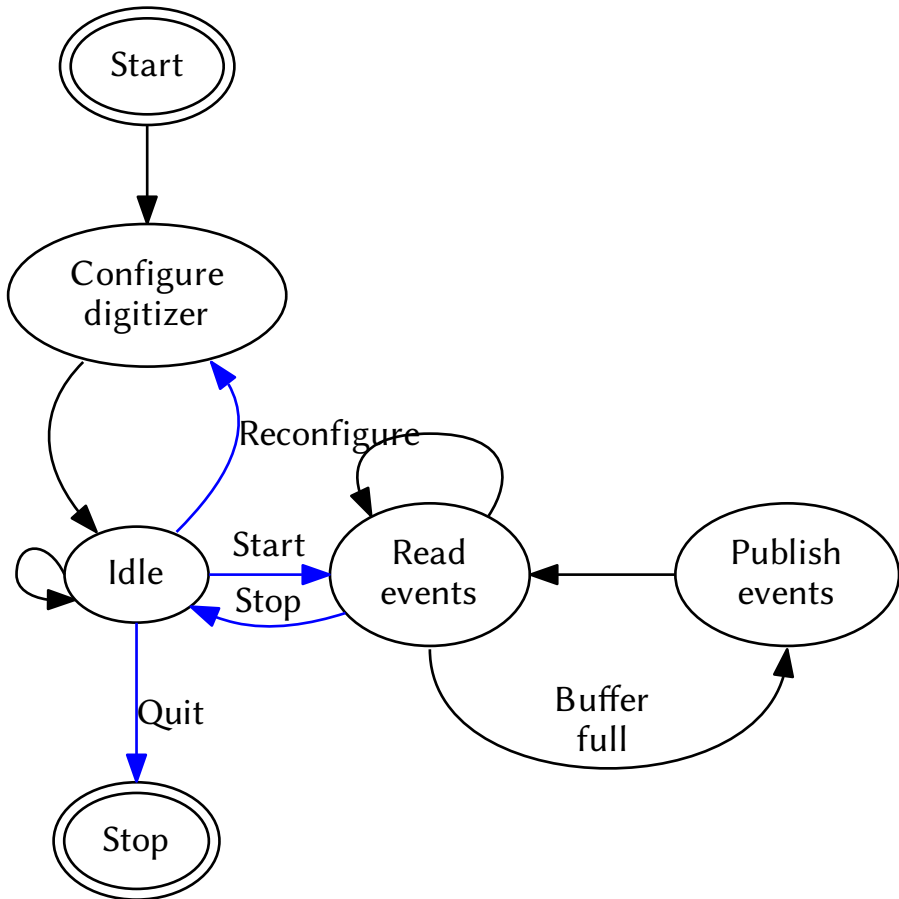 Start
Configure
digitizer
Reconfigure
Idle
Start
Stop
Read
events
Publish
events
Buffer
full
Quit
Stop